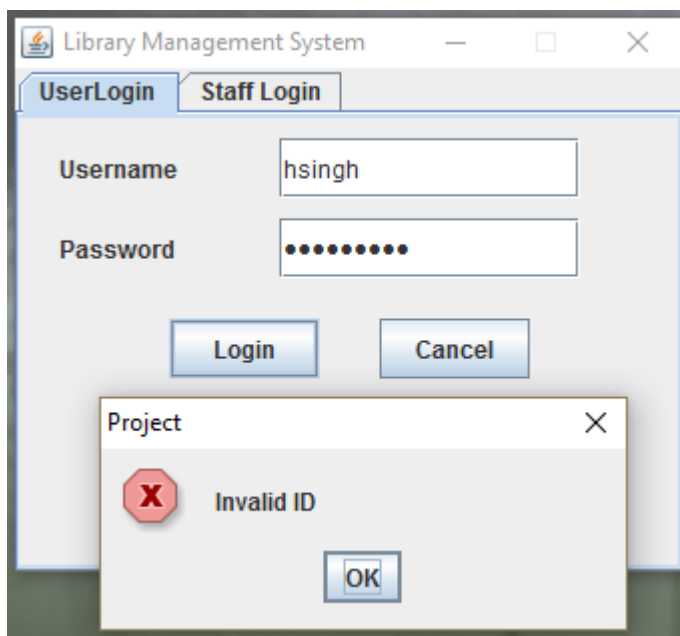 Library Management System
UserLogin Staff Login
Username hsingh
Password •••••••••
Login Cancel
Project
Invalid ID
OK